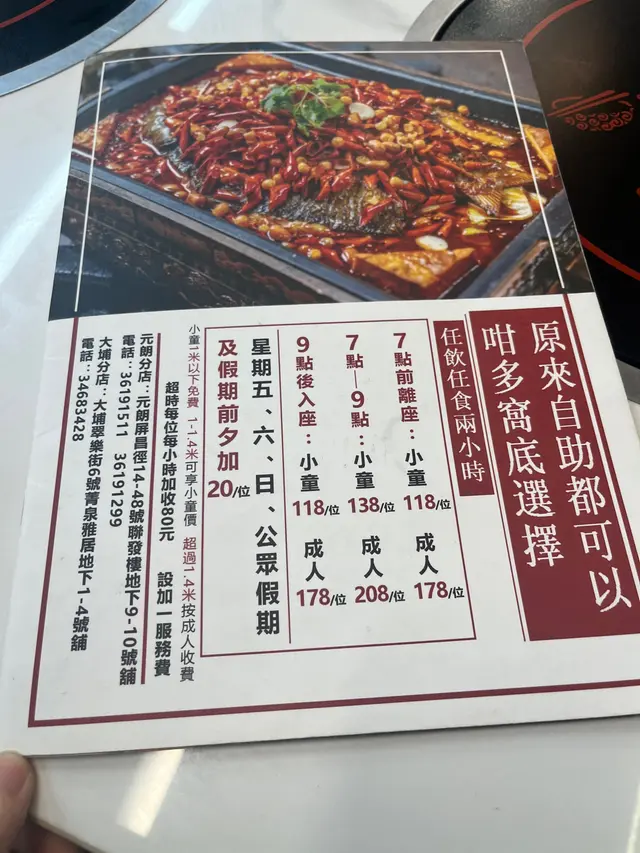 原來自助都可以
咁多窩底選擇
任飲任食兩小時
7點前離座：小童118/位 成人178/位
7點—9點：小童138/位 成人208/位
9點後入座：小童118/位 成人178/位
星期五、六、日、公眾假期
及假期前夕加20/位
小童1米以下免費 1-1.4米可享小童價 超過1.4米按成人收費
超時每位每小時加收80元 設加一服務費
元朗分店：元朗屏昌徑14-48號聯發樓地下9-10號舖
電話：36191511 36191299
大埔分店：大埔翠樂街6號菁泉雅居地下1-4號舖
電話：34683428